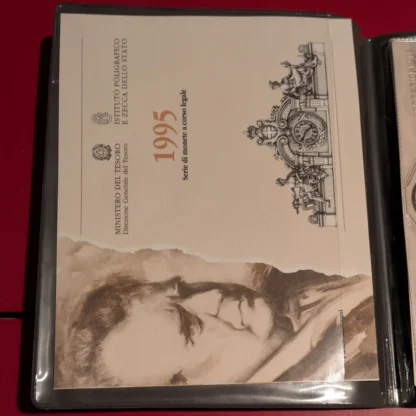 MINISTERO DEL TESORO
Direzione Generale del Tesoro
ISTITUTO POLIGRAFICO
E ZECCA DELLO STATO
1995
Serie di monete a corso legale